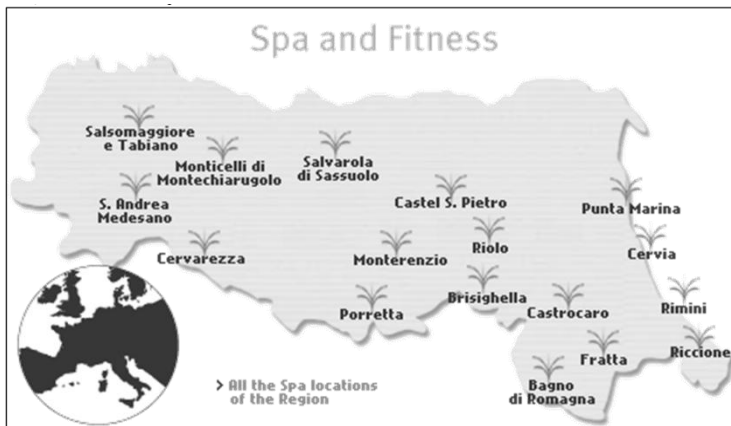 Spa and Fitness
Salsomaggiore
e Tabiano
Monticelli di
Montechiarugolo
Salvarola
di Sassuolo
S. Andrea
Medesano
Castel S. Pietro
Punta Marina
Cervarezza
Monterenzio
Riolo
Cervia
Porretta
Brisighella
Castrocaro
Rimini
Fratta
Riccione
Bagno
di Romagna
> All the Spa locations
of the Region